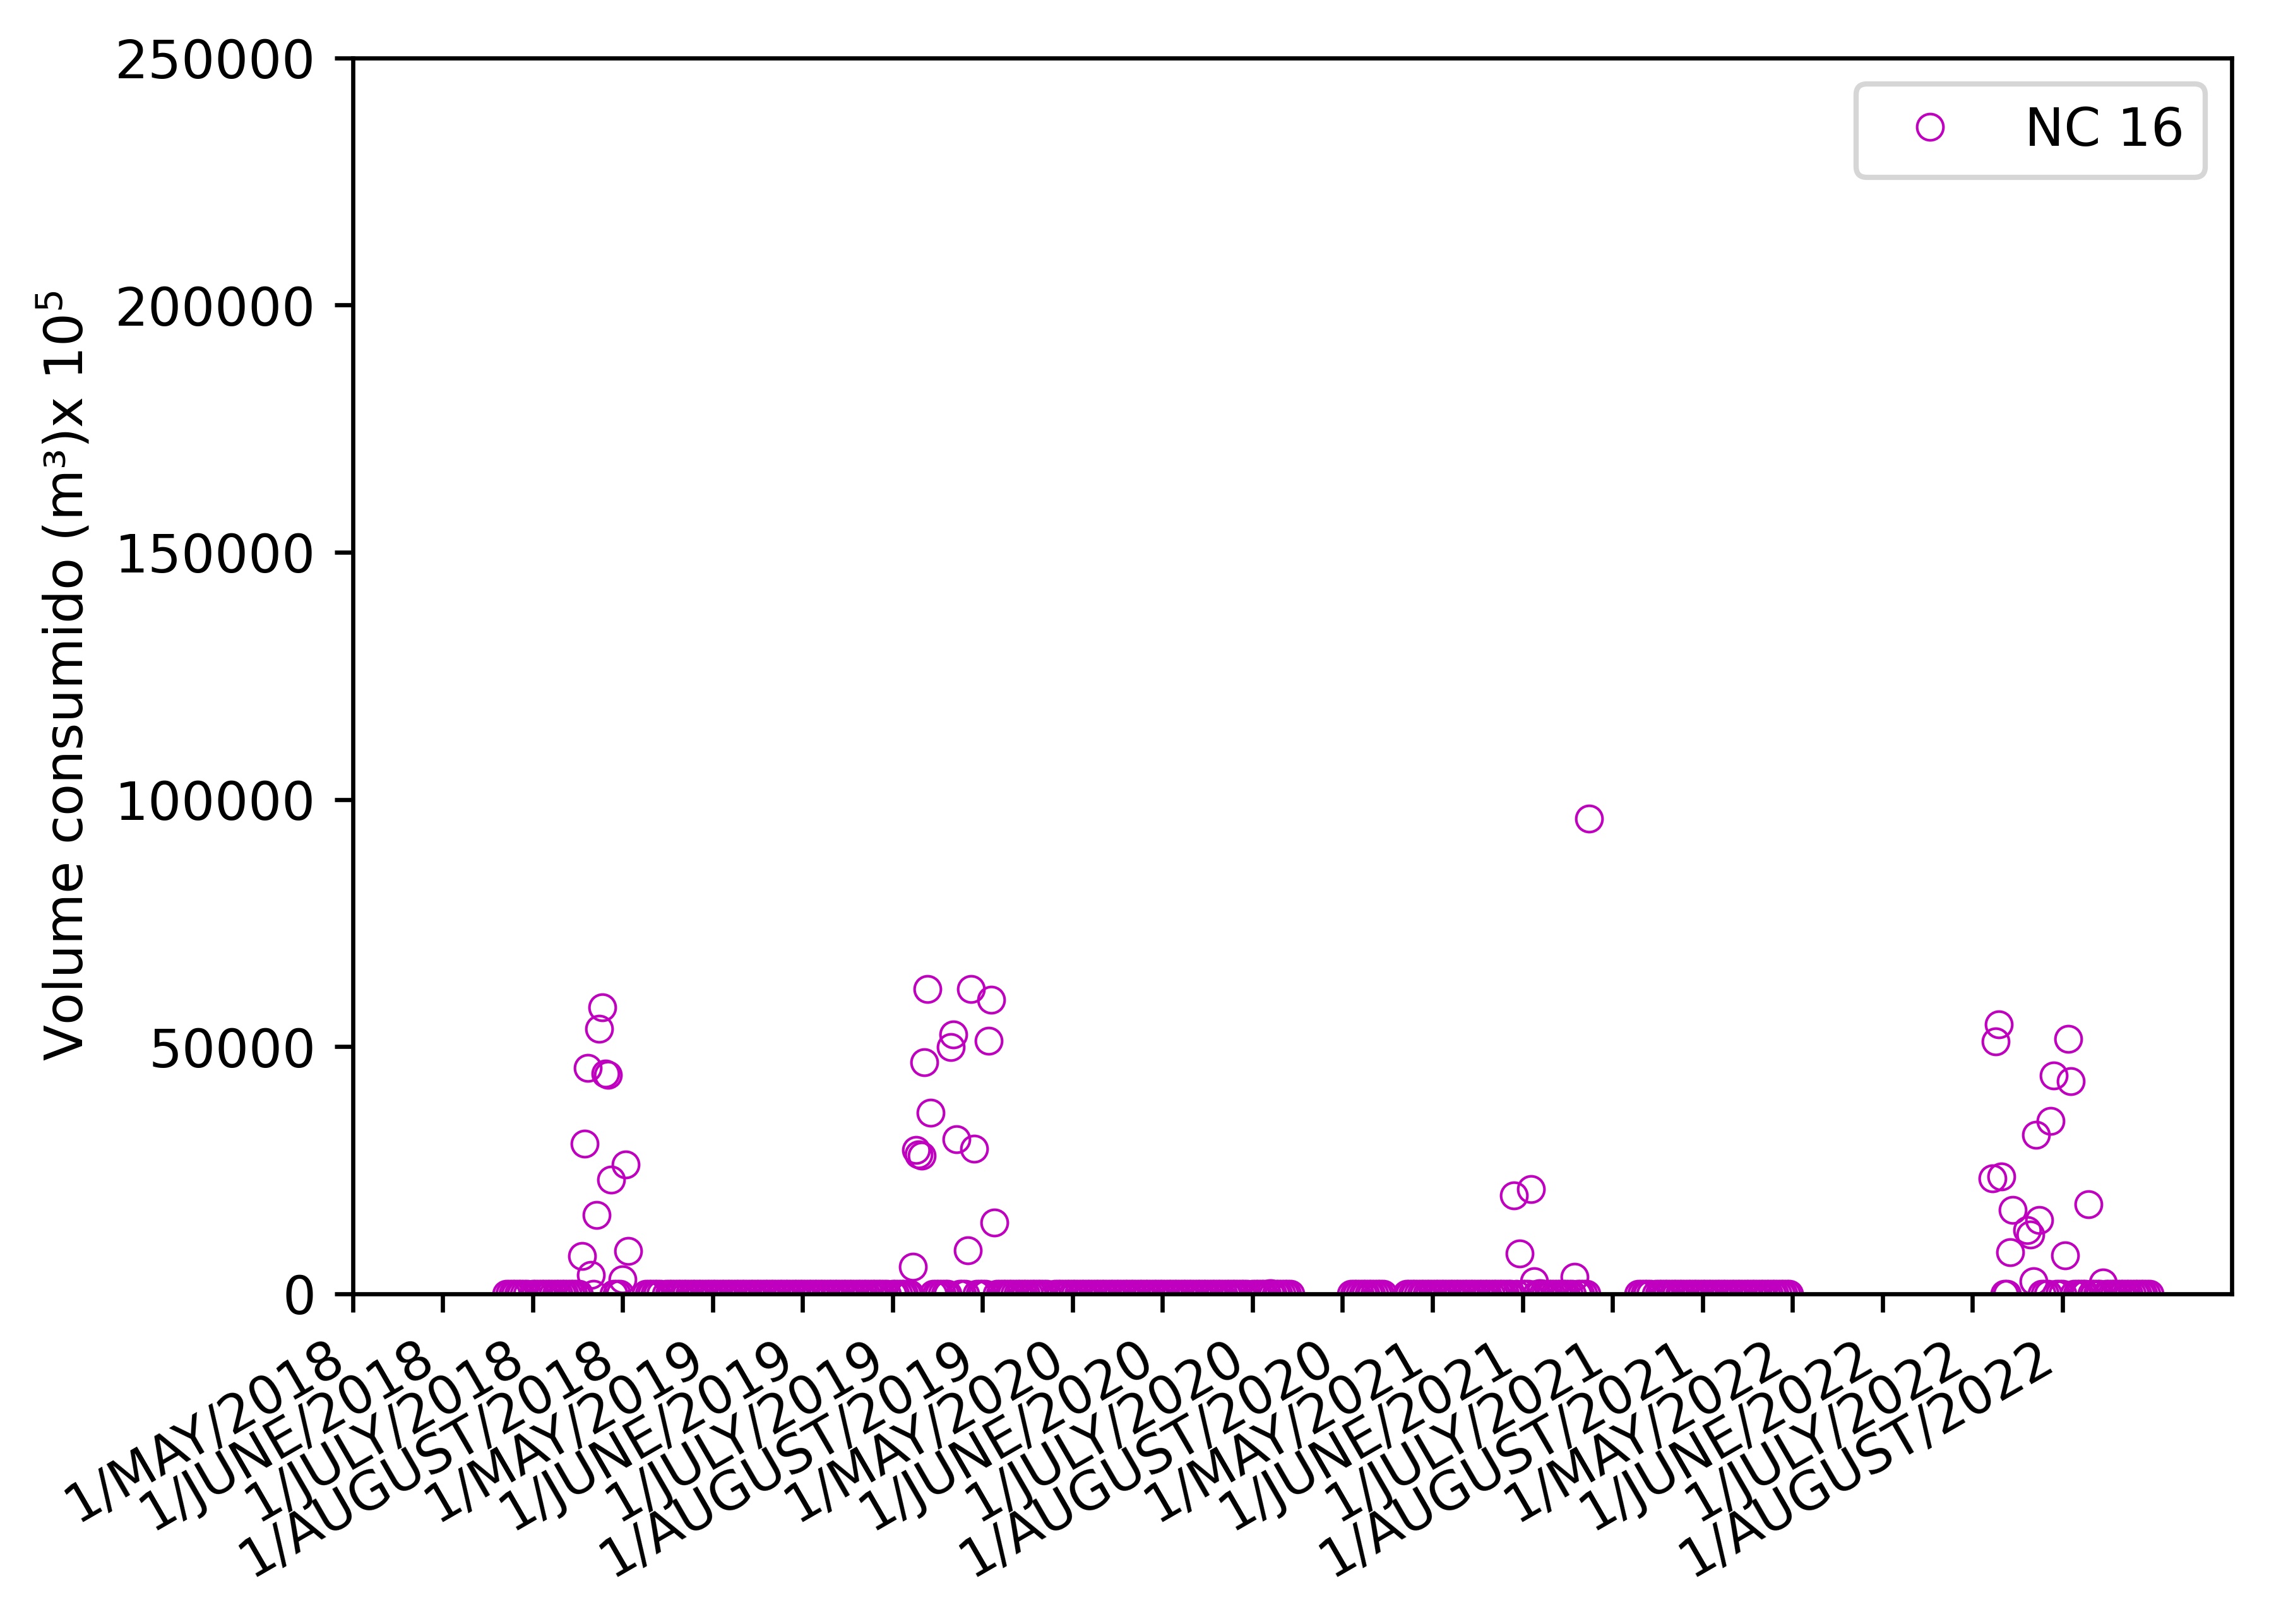 250000
200000
150000
100000
50000
0
Volume consumido (m³)x 10⁵
NC 16
1/MAY/2018
1/JUNE/2018
1/JULY/2018
1/AUGUST/2018
1/MAY/2019
1/JUNE/2019
1/JULY/2019
1/AUGUST/2019
1/MAY/2020
1/JUNE/2020
1/JULY/2020
1/AUGUST/2020
1/MAY/2021
1/JUNE/2021
1/JULY/2021
1/AUGUST/2021
1/MAY/2022
1/JUNE/2022
1/JULY/2022
1/AUGUST/2022